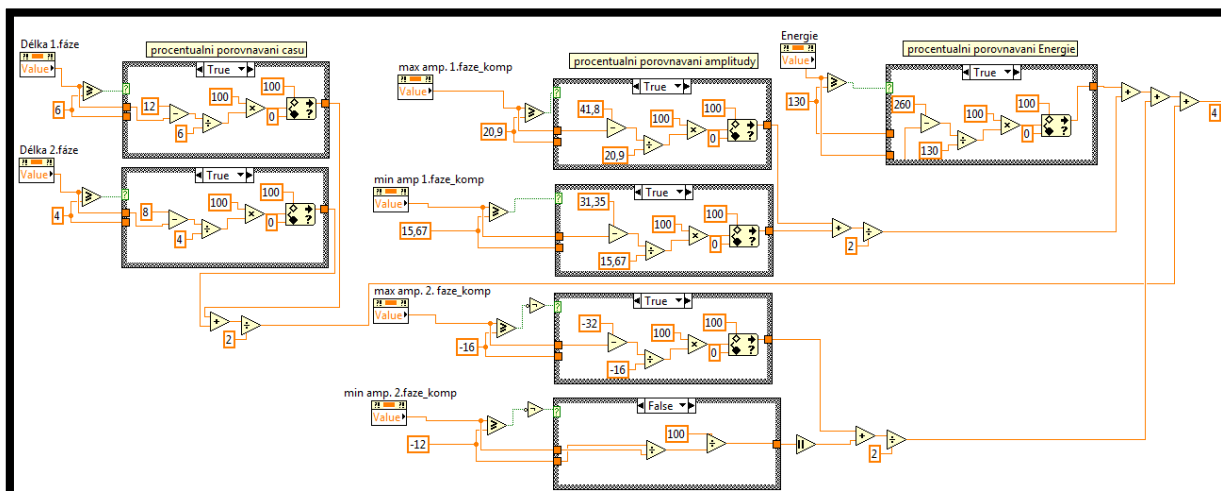 Délka 1.fáze
Value
6
procentualni porovnavani casu
True
12
6
100
100
0
Délka 2.fáze
Value
4
True
8
4
100
100
0
2
max amp. 1.faze_komp
Value
20,9
procentualni porovnavani amplitudy
True
41,8
20,9
100
100
0
min amp 1.faze_komp
Value
15,67
True
31,35
15,67
100
100
0
2
max amp. 2. faze_komp
Value
-16
True
-32
-16
100
100
0
min amp. 2.faze_komp
Value
-12
False
100
2
Energie
Value
130
procentualni porovnavani Energie
True
260
130
100
100
0
4